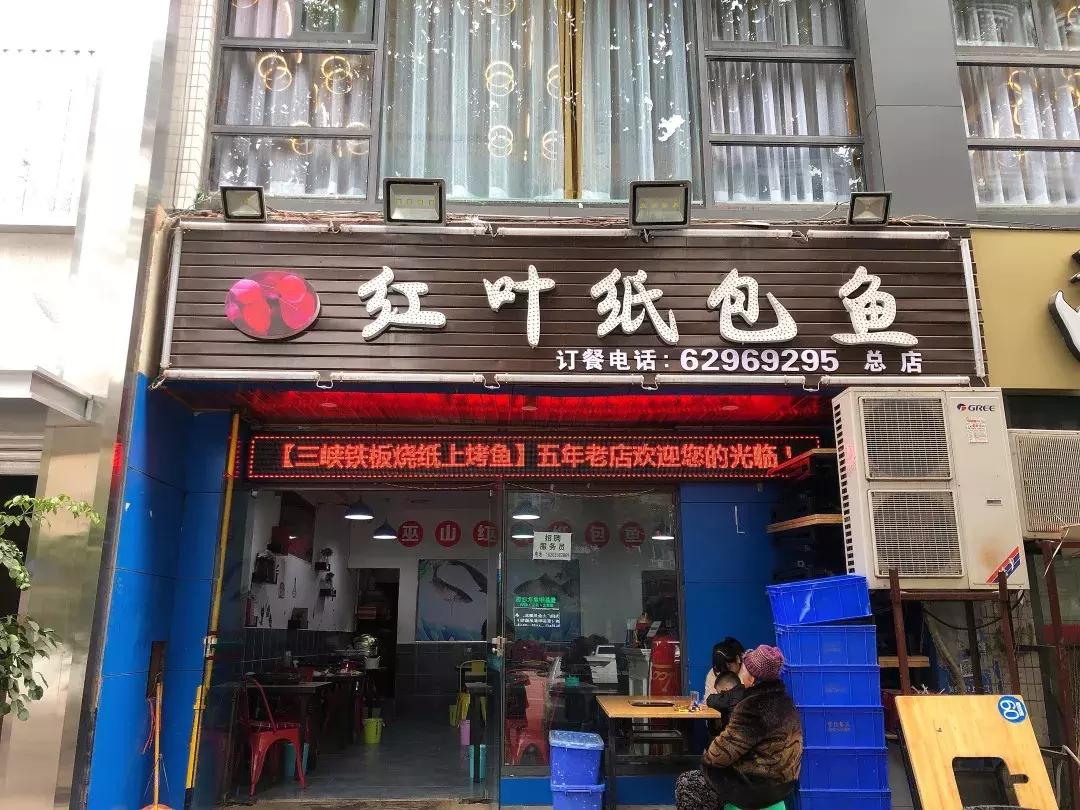 红叶纸包鱼
订餐电话：62969295 总店
【三峡铁板烧纸上烤鱼】五年老店欢迎您的光临！
GREE
巫山红
包鱼
招聘
服务员